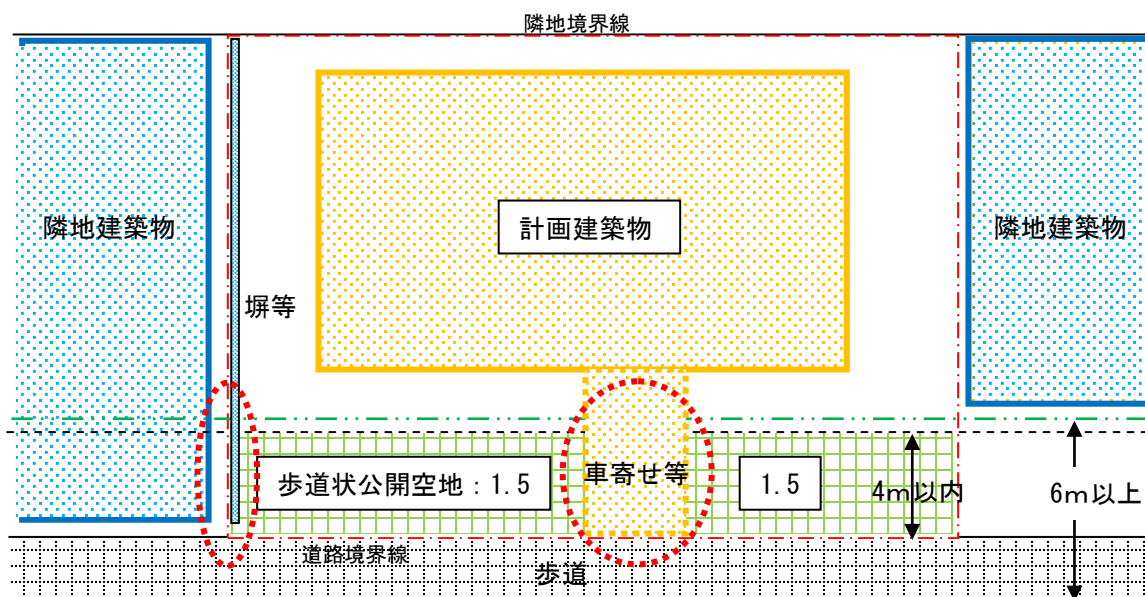 隣地境界線
隣地建築物
計画建築物
隣地建築物
塀等
歩道状公開空地：1.5
車寄せ等
1.5
4ｍ以内
6ｍ以上
道路境界線
歩道